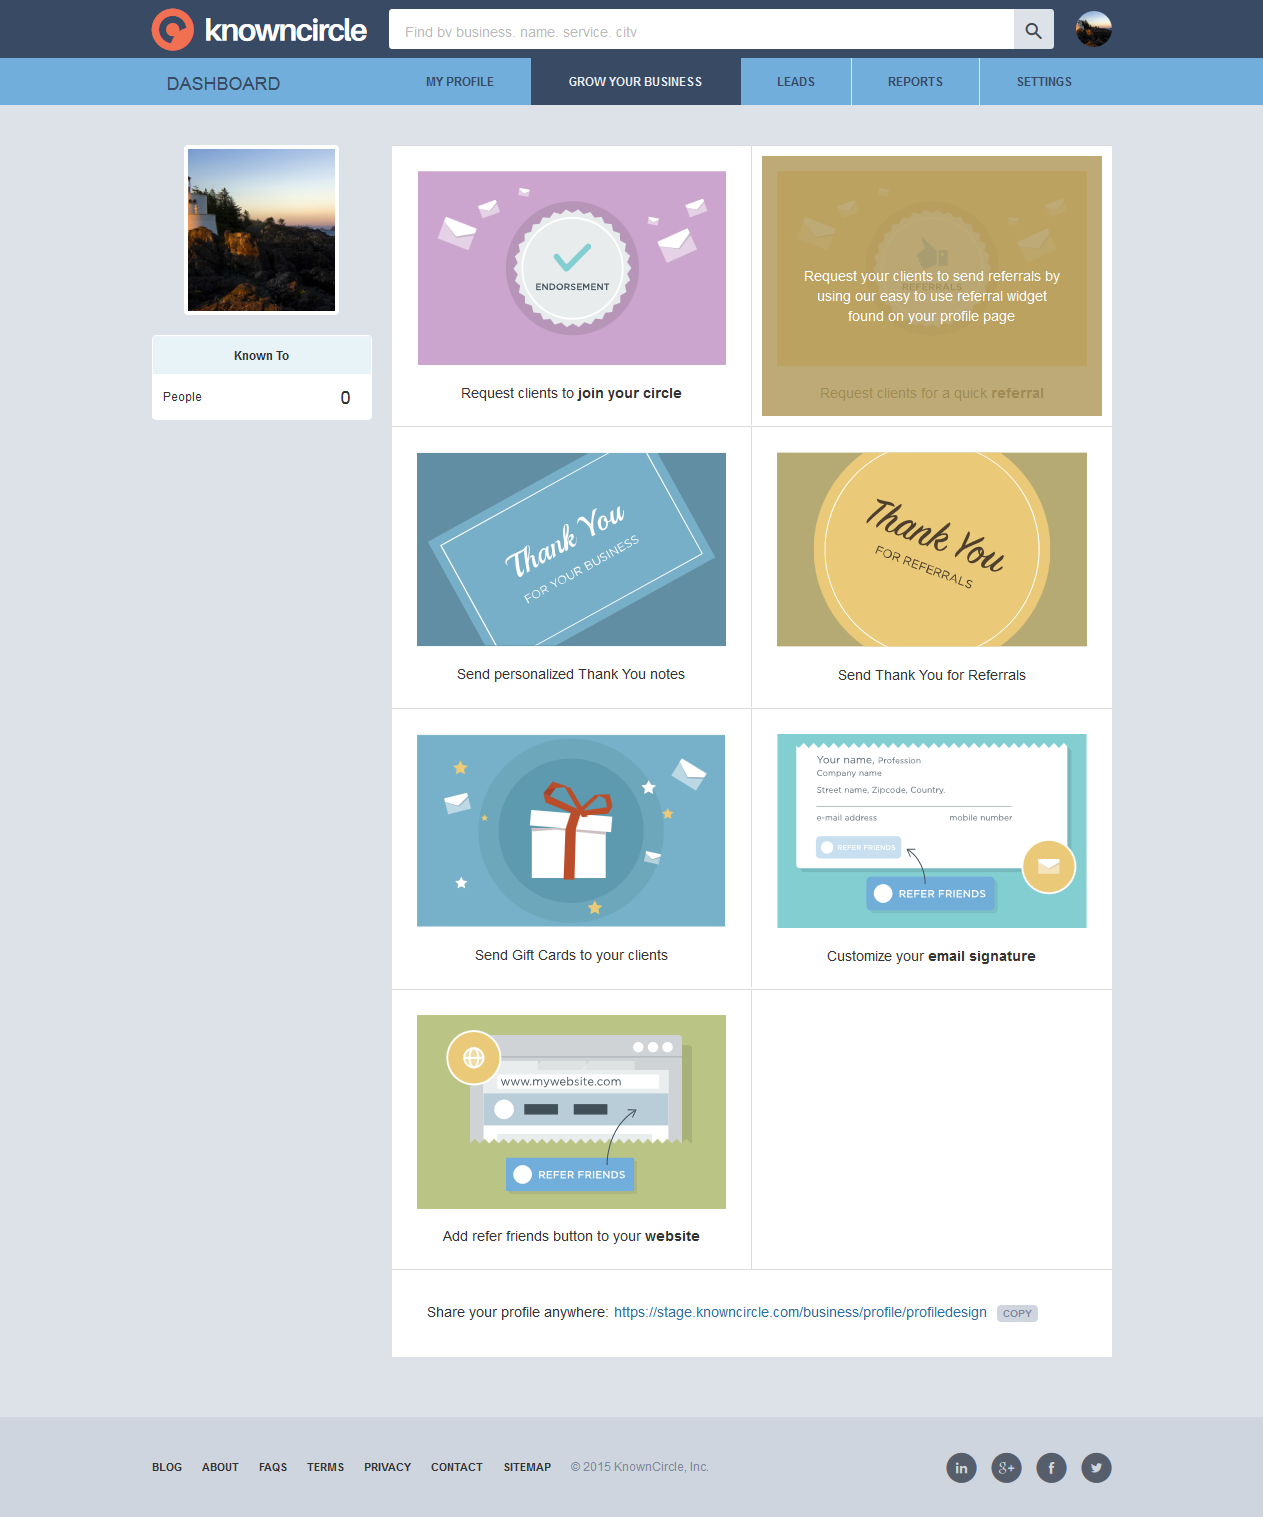 knowncircle
Find by business, name, service, city
DASHBOARD
MY PROFILE
GROW YOUR BUSINESS
LEADS
REPORTS
SETTINGS
Known To
People 0
ENDORSEMENT
Request clients to join your circle
REFERRALS
Request your clients to send referrals by
using our easy to use referral widget
found on your profile page
Request clients for a quick referral
Thank You
FOR YOUR BUSINESS
Send personalized Thank You notes
Thank You
FOR REFERRALS
Send Thank You for Referrals
Send Gift Cards to your clients
Your name, Profession
Company name
Street name, Zipcode, Country.
e-mail address mobile number
REFER FRIENDS
REFER FRIENDS
Customize your email signature
www.mywebsite.com
REFER FRIENDS
Add refer friends button to your website
Share your profile anywhere: https://stage.knowncircle.com/business/profile/profiledesign COPY
BLOG ABOUT FAQS TERMS PRIVACY CONTACT SITEMAP © 2015 KnownCircle, Inc.
in g+ f